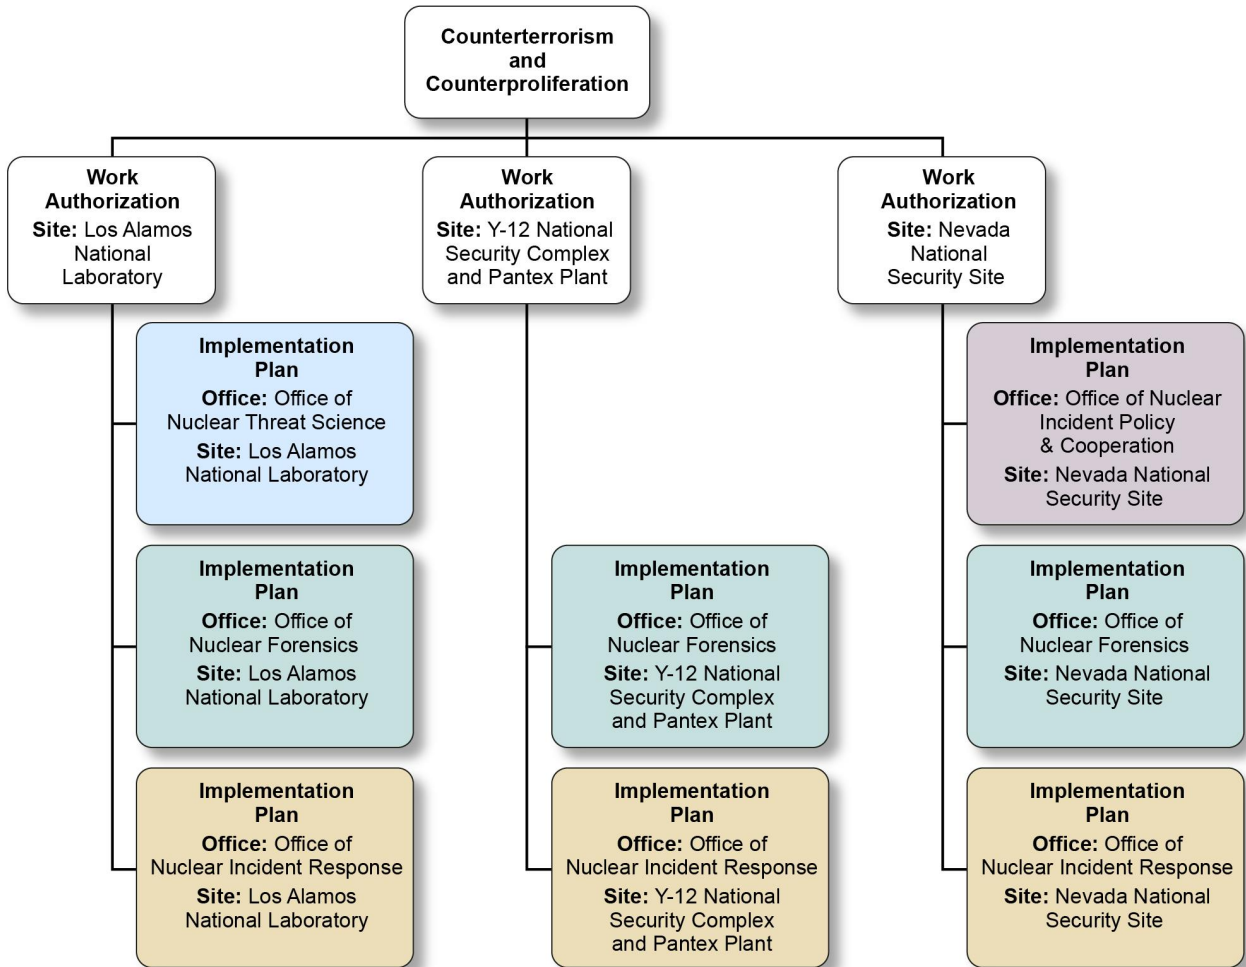 Counterterrorism
and
Counterproliferation
Work
Authorization
Site: Los Alamos
National
Laboratory
Work
Authorization
Site: Y-12 National
Security Complex
and Pantex Plant
Work
Authorization
Site: Nevada
National
Security Site
Implementation
Plan
Office: Office of
Nuclear Threat Science
Site: Los Alamos
National Laboratory
Implementation
Plan
Office: Office of Nuclear
Incident Policy
& Cooperation
Site: Nevada National
Security Site
Implementation
Plan
Office: Office of
Nuclear Forensics
Site: Los Alamos
National Laboratory
Implementation
Plan
Office: Office of
Nuclear Forensics
Site: Y-12 National
Security Complex
and Pantex Plant
Implementation
Plan
Office: Office of
Nuclear Forensics
Site: Nevada National
Security Site
Implementation
Plan
Office: Office of
Nuclear Incident Response
Site: Los Alamos
National Laboratory
Implementation
Plan
Office: Office of
Nuclear Incident Response
Site: Y-12 National
Security Complex
and Pantex Plant
Implementation
Plan
Office: Office of
Nuclear Incident Response
Site: Nevada National
Security Site